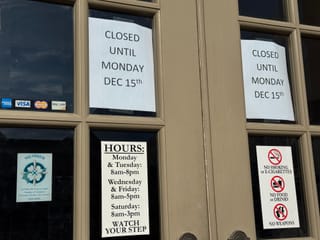 CLOSED
UNTIL
MONDAY
DEC 15th
CLOSED
UNTIL
MONDAY
DEC 15th
VISA
HOURS:
Monday
& Tuesday:
8am-8pm
Wednesday
& Friday:
8am-5pm
Saturday:
8am-3pm
WATCH
YOUR STEP
NO SMOKING
or E-CIGARETTES
NO FOOD
or DRINKS
NO WEAPONS